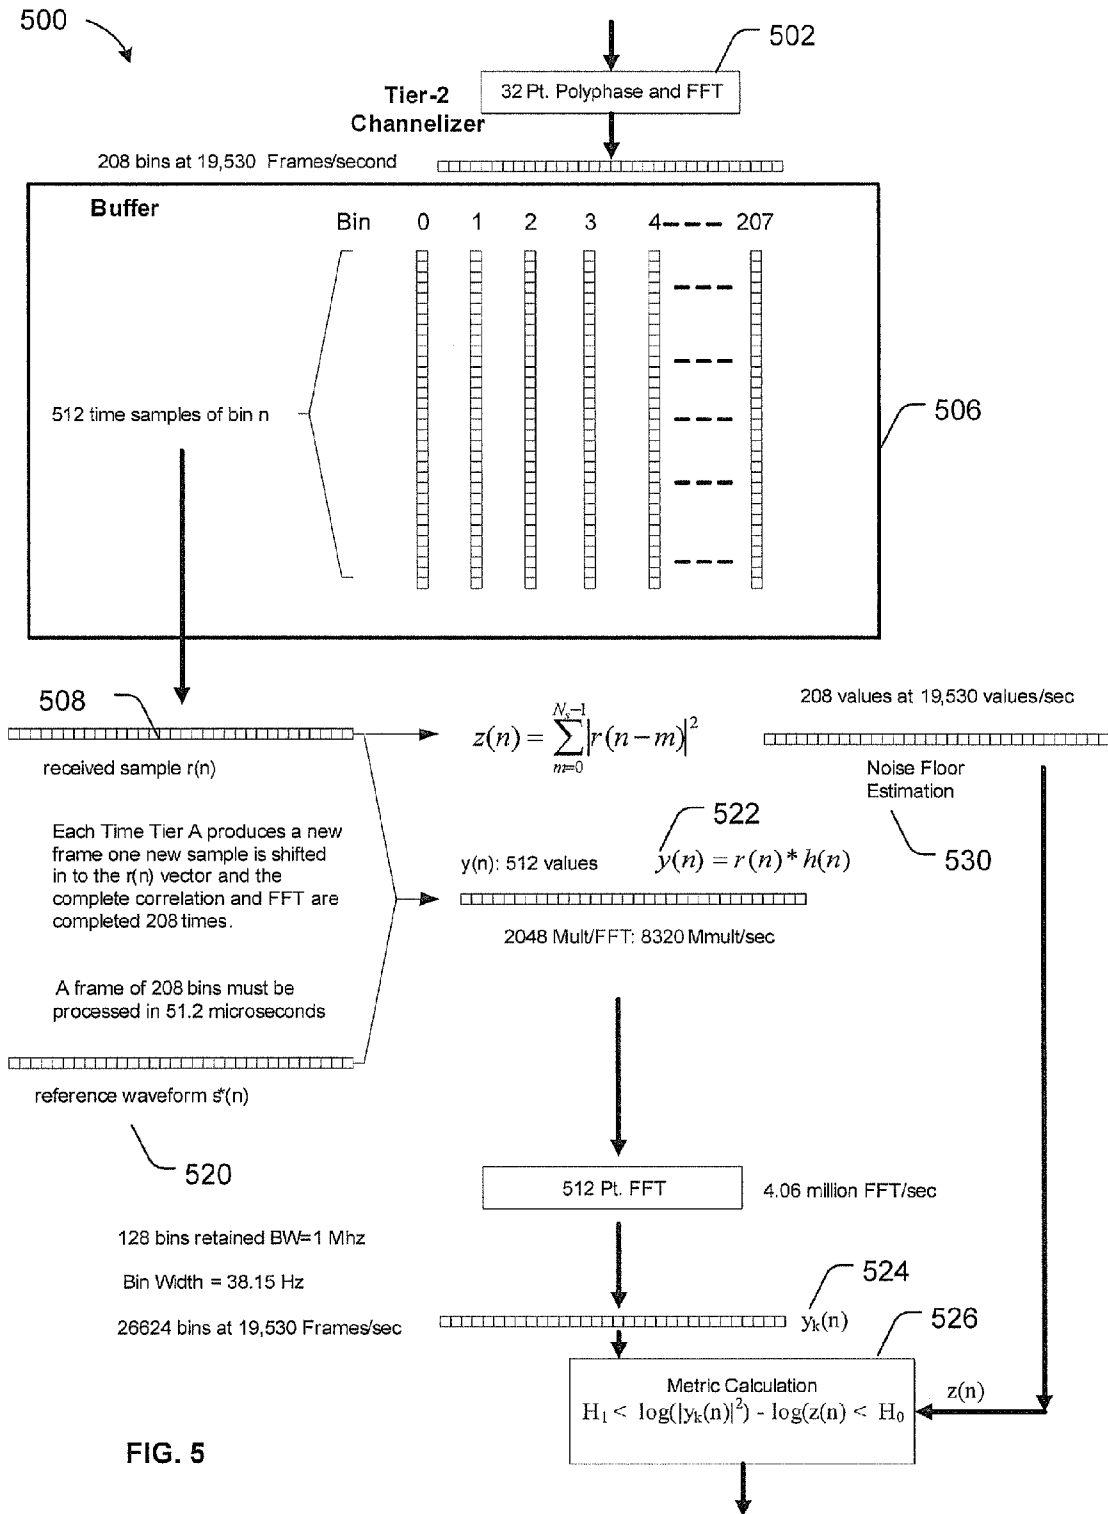 500
502
32 Pt. Polyphase and FFT
Tier-2
Channelizer
208 bins at 19,530 Frames/second
Buffer
Bin 0 1 2 3 4 207
512 time samples of bin n
506
508
208 values at 19,530 values/sec
z(n) = \sum_{m=0}^{N_s-1} |r(n-m)|^2
received sample r(n)
Noise Floor
Estimation
530
Each Time Tier A produces a new
frame one new sample is shifted
in to the r(n) vector and the
complete correlation and FFT are
completed 208 times.
522
y(n): 512 values
y(n) = r(n)* h(n)
2048 Mult/FFT: 8320 Mmult/sec
A frame of 208 bins must be
processed in 51.2 microseconds
reference waveform s*(n)
520
512 Pt. FFT
4.06 million FFT/sec
128 bins retained BW=1 Mhz
Bin Width = 38.15 Hz
26624 bins at 19,530 Frames/sec
524
y_k(n)
526
Metric Calculation
H_1 < log(|y_k(n)|^2) - log(z(n) < H_0
z(n)
FIG. 5